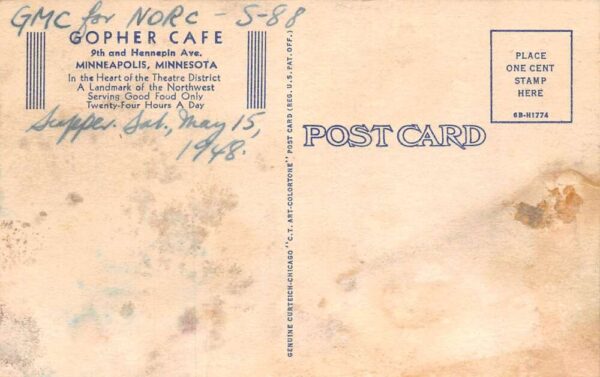 GMC for NORC - S-88
GOPHER CAFE
9th and Hennepin Ave.
MINNEAPOLIS, MINNESOTA
In the Heart of the Theatre District
A Landmark of the Northwest
Serving Good Food Only
Twenty-Four Hours A Day
Supper. Sat., May 15,
1948.
GENUINE CURTEICH-CHICAGO "C.T. ART-COLORTONE" POST CARD (REG. U.S. PAT. OFF.)
POST CARD
PLACE
ONE CENT
STAMP
HERE
6B-H1774